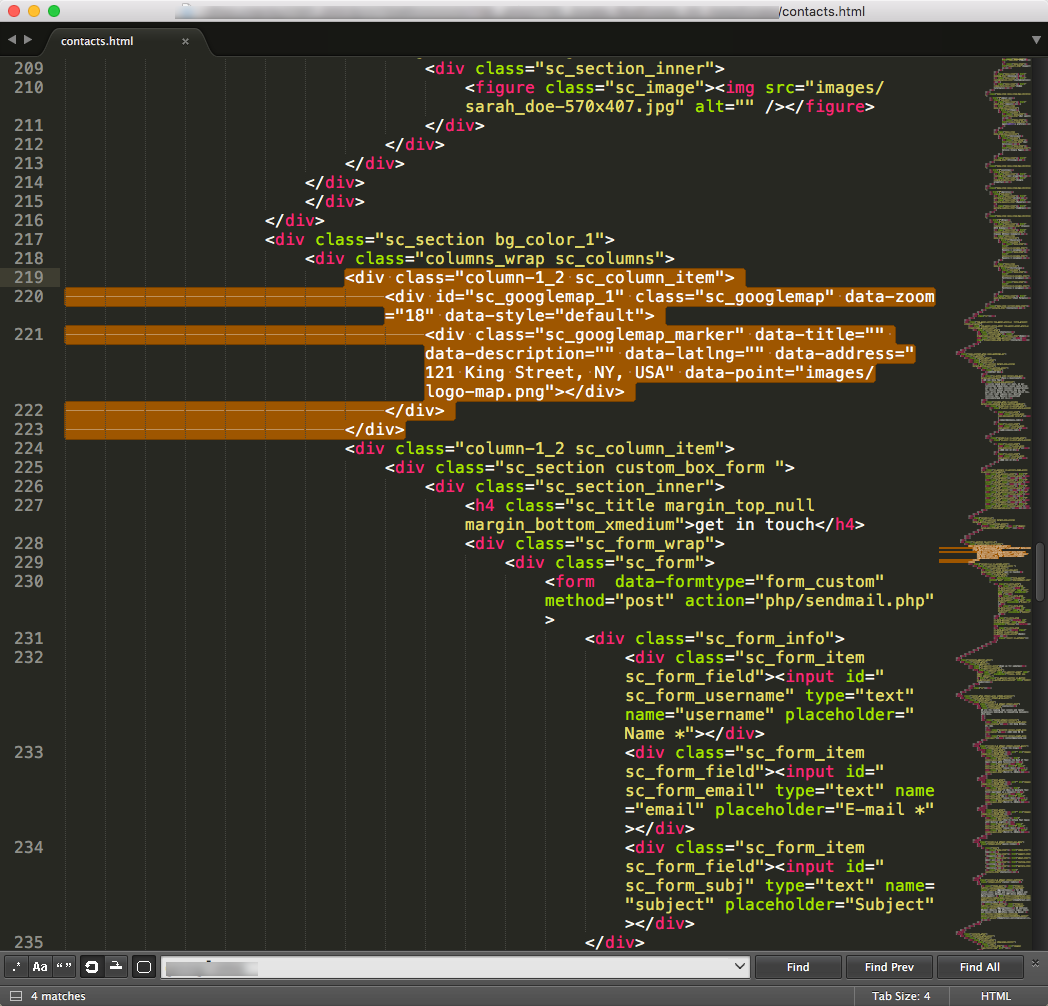 /contacts.html
contacts.html
209 <div class="sc_section_inner">
210 <figure class="sc_image"><img src="images/
sarah_doe-570x407.jpg" alt="" /></figure>
211 </div>
212 </div>
213 </div>
214 </div>
215 </div>
216 </div>
217 <div class="sc_section bg_color_1">
218 <div class="columns_wrap sc_columns">
219 <div class="column-1_2 sc_column_item">
220 <div id="sc_googlemap_1" class="sc_googlemap" data-zoom
="18" data-style="default">
221 <div class="sc_googlemap_marker" data-title=""
data-description="" data-latlng="" data-address="
121 King Street, NY, USA" data-point="images/
logo-map.png"></div>
222 </div>
223 </div>
224 <div class="column-1_2 sc_column_item">
225 <div class="sc_section custom_box_form ">
226 <div class="sc_section_inner">
227 <h4 class="sc_title margin_top_null
margin_bottom_xmedium">get in touch</h4>
228 <div class="sc_form_wrap">
229 <div class="sc_form">
230 <form  data-formtype="form_custom"
method="post" action="php/sendmail.php"
>
231 <div class="sc_form_info">
232 <div class="sc_form_item
sc_form_field"><input id="
sc_form_username" type="text"
name="username" placeholder="
Name *"></div>
233 <div class="sc_form_item
sc_form_field"><input id="
sc_form_email" type="text" name
="email" placeholder="E-mail *"
></div>
234 <div class="sc_form_item
sc_form_field"><input id="
sc_form_subj" type="text" name=
"subject" placeholder="Subject"
></div>
235 </div>
.* Aa “” Find Find Prev Find All
4 matches Tab Size: 4 HTML